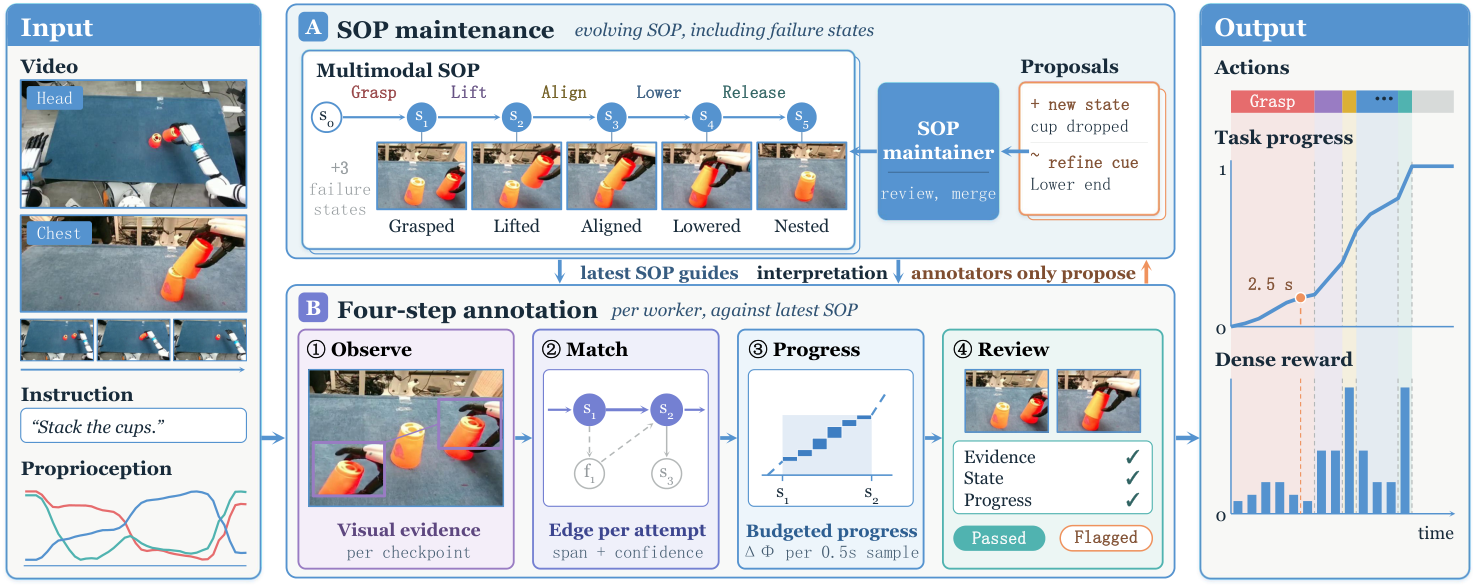 Input
Video
Head
Chest
Instruction
“Stack the cups.”
Proprioception
A SOP maintenance evolving SOP, including failure states
Multimodal SOP
Grasp Lift Align Lower Release
s₀ s₁ s₂ s₃ s₄ s₅
+3
failure
states
Grasped Lifted Aligned Lowered Nested
SOP
maintainer
review, merge
Proposals
+ new state
cup dropped
~ refine cue
Lower end
latest SOP guides interpretation annotators only propose
B Four-step annotation per worker, against latest SOP
① Observe
Visual evidence
per checkpoint
② Match
s₁ s₂
f₁ s₃
Edge per attempt
span + confidence
③ Progress
s₁ s₂
Budgeted progress
Δ Φ per 0.5s sample
④ Review
Evidence ✓
State ✓
Progress ✓
Passed Flagged
Output
Actions
Grasp •••
Task progress
1
2.5 s
0
Dense reward
0
time